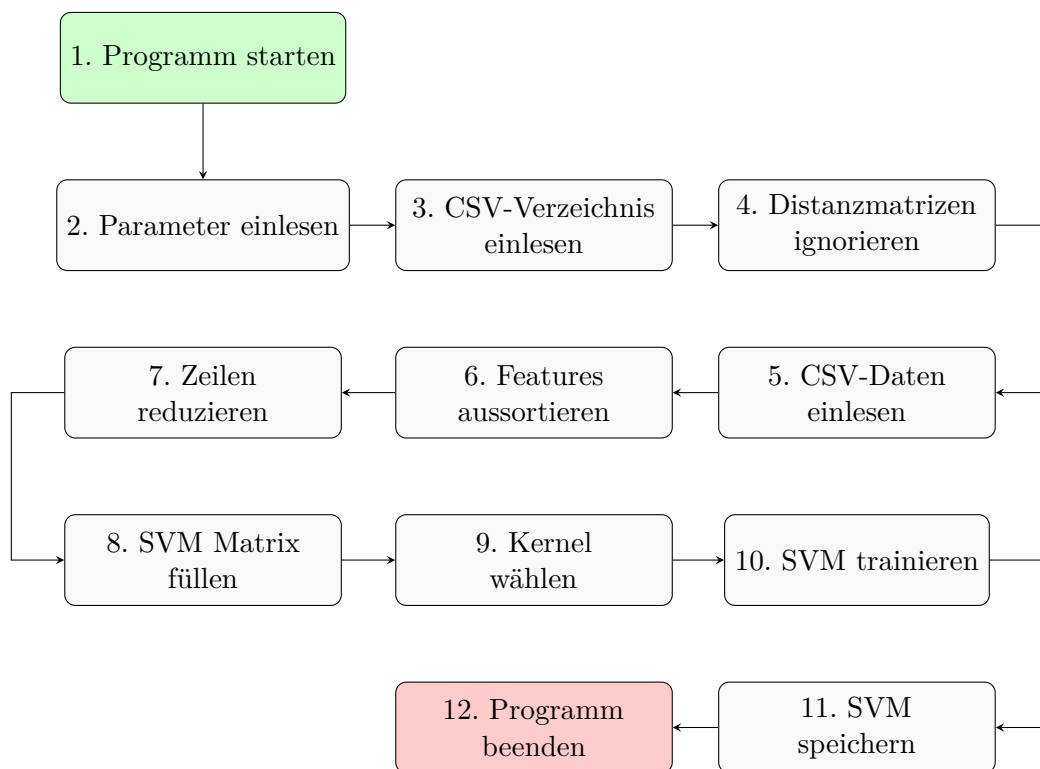 1. Programm starten
2. Parameter einlesen
3. CSV-Verzeichnis
einlesen
4. Distanzmatrizen
ignorieren
5. CSV-Daten
einlesen
6. Features
aussortieren
7. Zeilen
reduzieren
8. SVM Matrix
füllen
9. Kernel
wählen
10. SVM trainieren
11. SVM
speichern
12. Programm
beenden